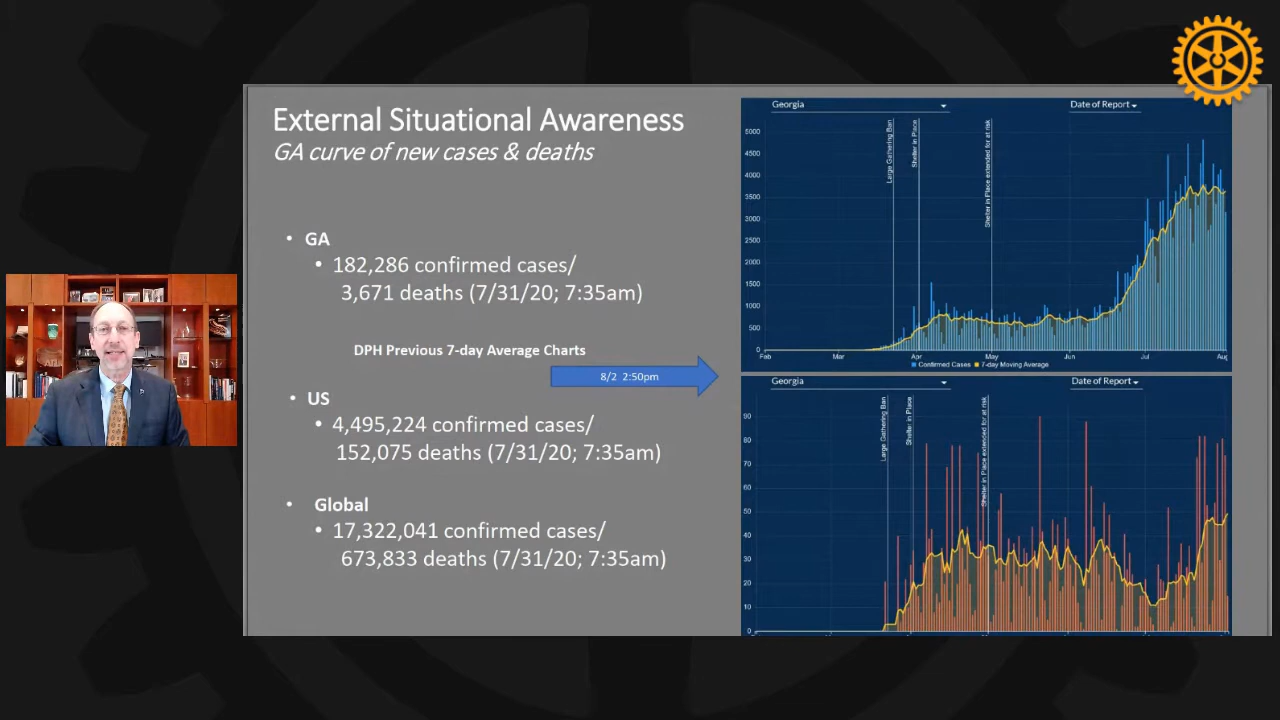 External Situational Awareness
GA curve of new cases & deaths
• GA
• 182,286 confirmed cases/
3,671 deaths (7/31/20; 7:35am)
DPH Previous 7-day Average Charts
8/2 2:50pm
• US
• 4,495,224 confirmed cases/
152,075 deaths (7/31/20; 7:35am)
• Global
• 17,322,041 confirmed cases/
673,833 deaths (7/31/20; 7:35am)
Georgia
Date of Report
5000
4500
4000
3500
3000
2500
2000
1500
1000
500
0
Large Gathering Ban
Shelter in Place
Shelter in Place extended for at risk
Feb Mar Apr May Jun Jul Aug
Confirmed Cases 7-day Moving Average
Georgia
Date of Report
90
80
70
60
50
40
30
20
10
0
Large Gathering Ban
Shelter in Place
Shelter in Place extended for at risk